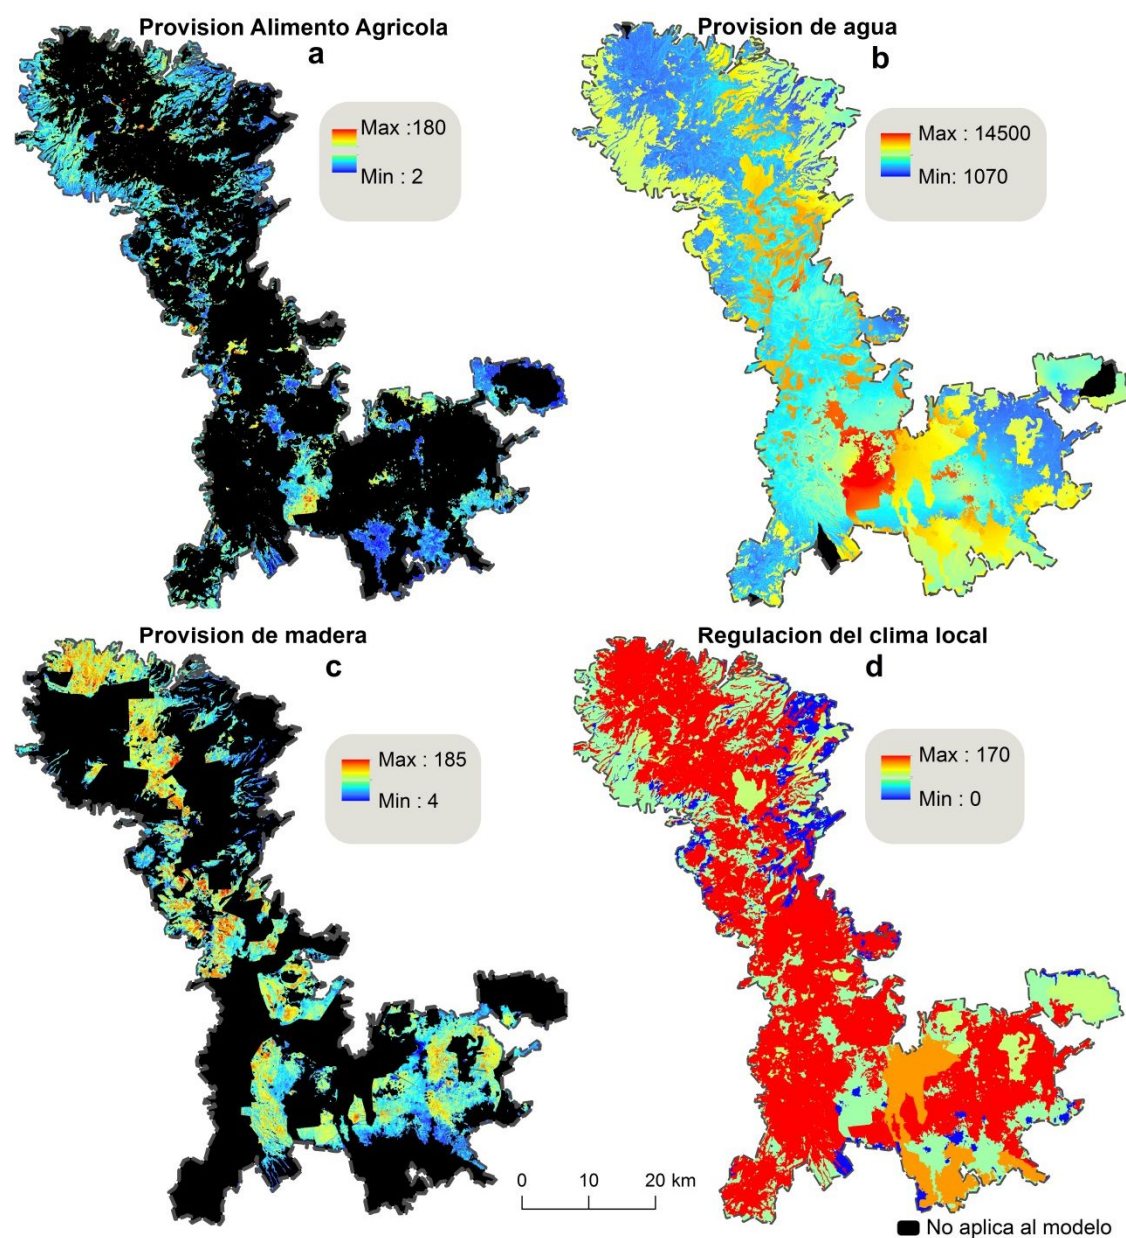 Provision Alimento Agricola
a
Max :180
Min : 2
Provision de agua
b
Max : 14500
Min: 1070
Provision de madera
c
Max : 185
Min : 4
Regulacion del clima local
d
Max : 170
Min : 0
0 10 20 km
No aplica al modelo